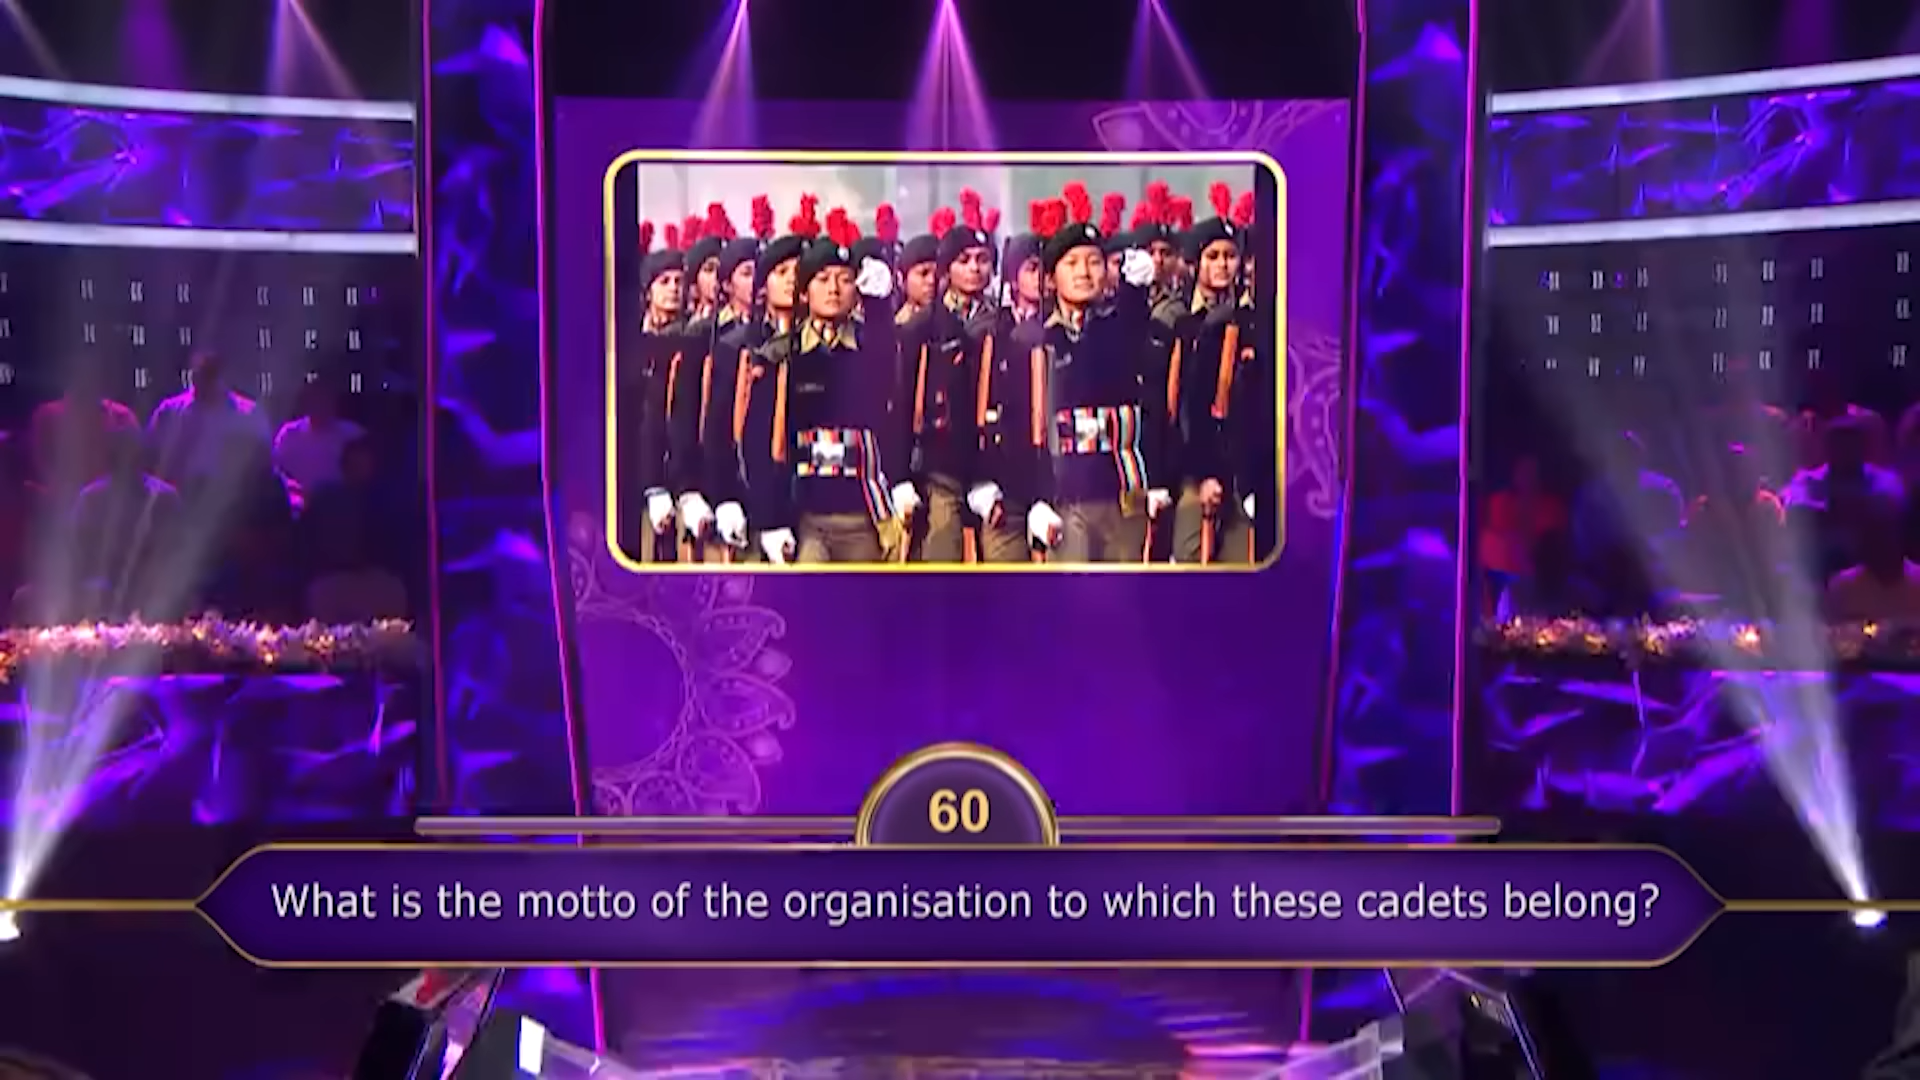 60
What is the motto of the organisation to which these cadets belong?